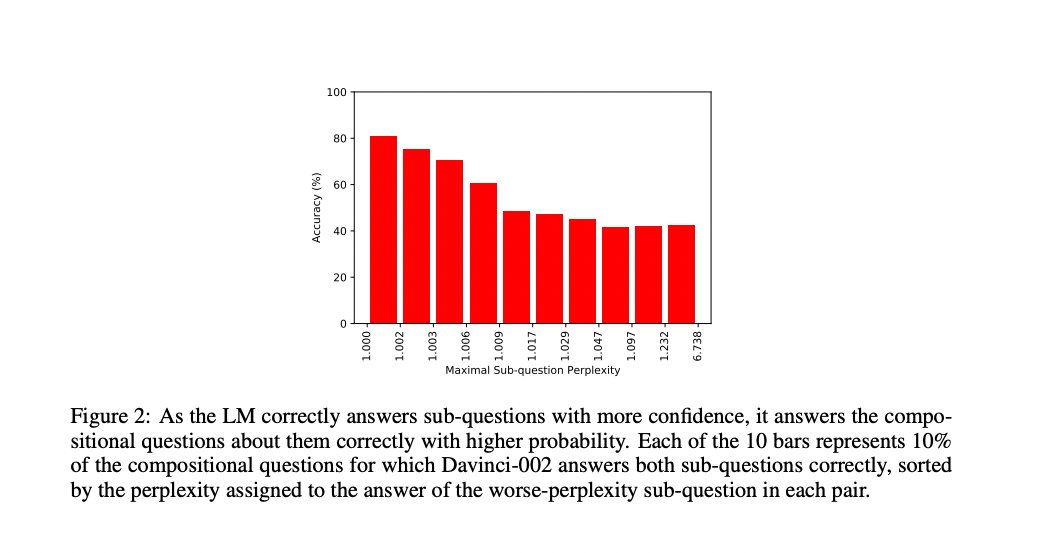 100
80
60
40
20
0
Accuracy (%)
1.000
1.002
1.003
1.006
1.009
1.017
1.029
1.047
1.097
1.232
6.738
Maximal Sub-question Perplexity
Figure 2: As the LM correctly answers sub-questions with more confidence, it answers the compo-
sitional questions about them correctly with higher probability. Each of the 10 bars represents 10%
of the compositional questions for which Davinci-002 answers both sub-questions correctly, sorted
by the perplexity assigned to the answer of the worse-perplexity sub-question in each pair.